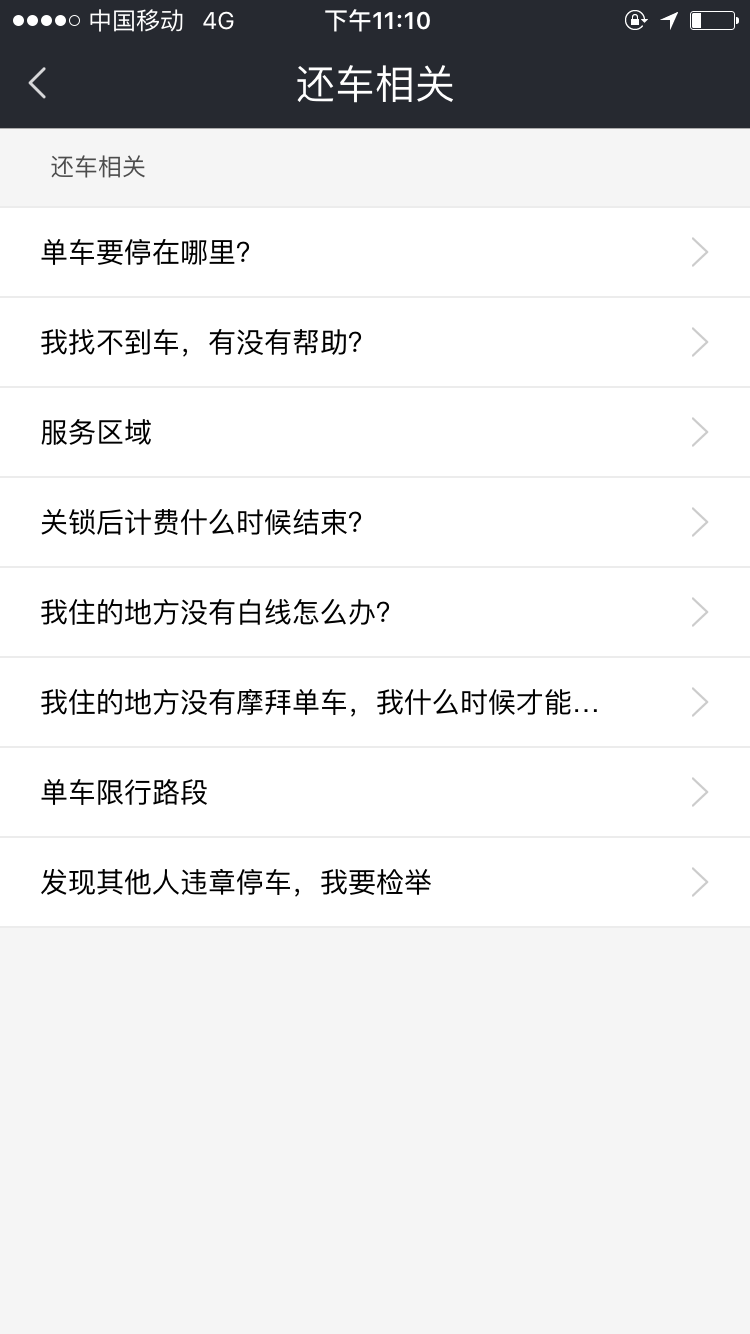 中国移动 4G 下午11:10
还车相关
还车相关
单车要停在哪里?
我找不到车，有没有帮助?
服务区域
关锁后计费什么时候结束?
我住的地方没有白线怎么办?
我住的地方没有摩拜单车，我什么时候才能...
单车限行路段
发现其他人违章停车，我要检举